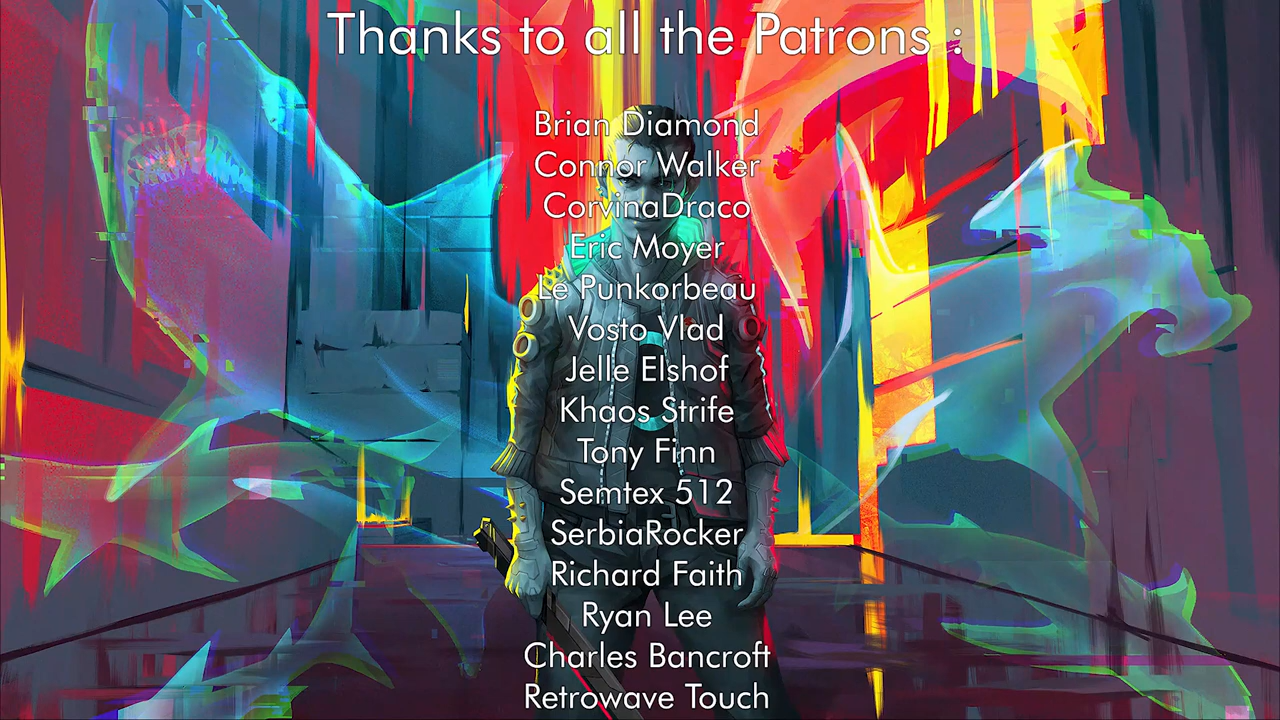 Thanks to all the Patrons :
Brian Diamond
Connor Walker
CorvinaDraco
Eric Moyer
Le Punkorbeau
Vosto Vlad
Jelle Elshof
Khaos Strife
Tony Finn
Semtex 512
SerbiaRocker
Richard Faith
Ryan Lee
Charles Bancroft
Retrowave Touch